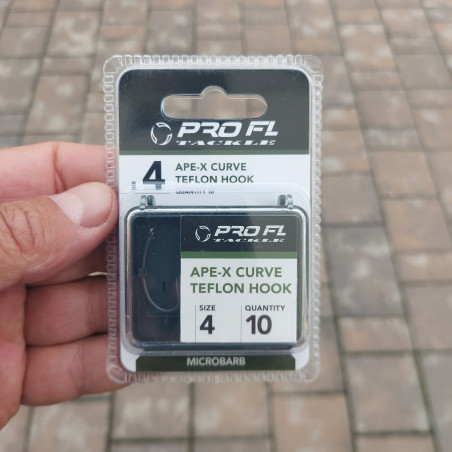 PRO FL
TACKLE
SIZE 4 APE-X CURVE
TEFLON HOOK
QUANTITY 10
PRO FL
TACKLE
APE-X CURVE
TEFLON HOOK
SIZE QUANTITY
4 10
MICROBARB